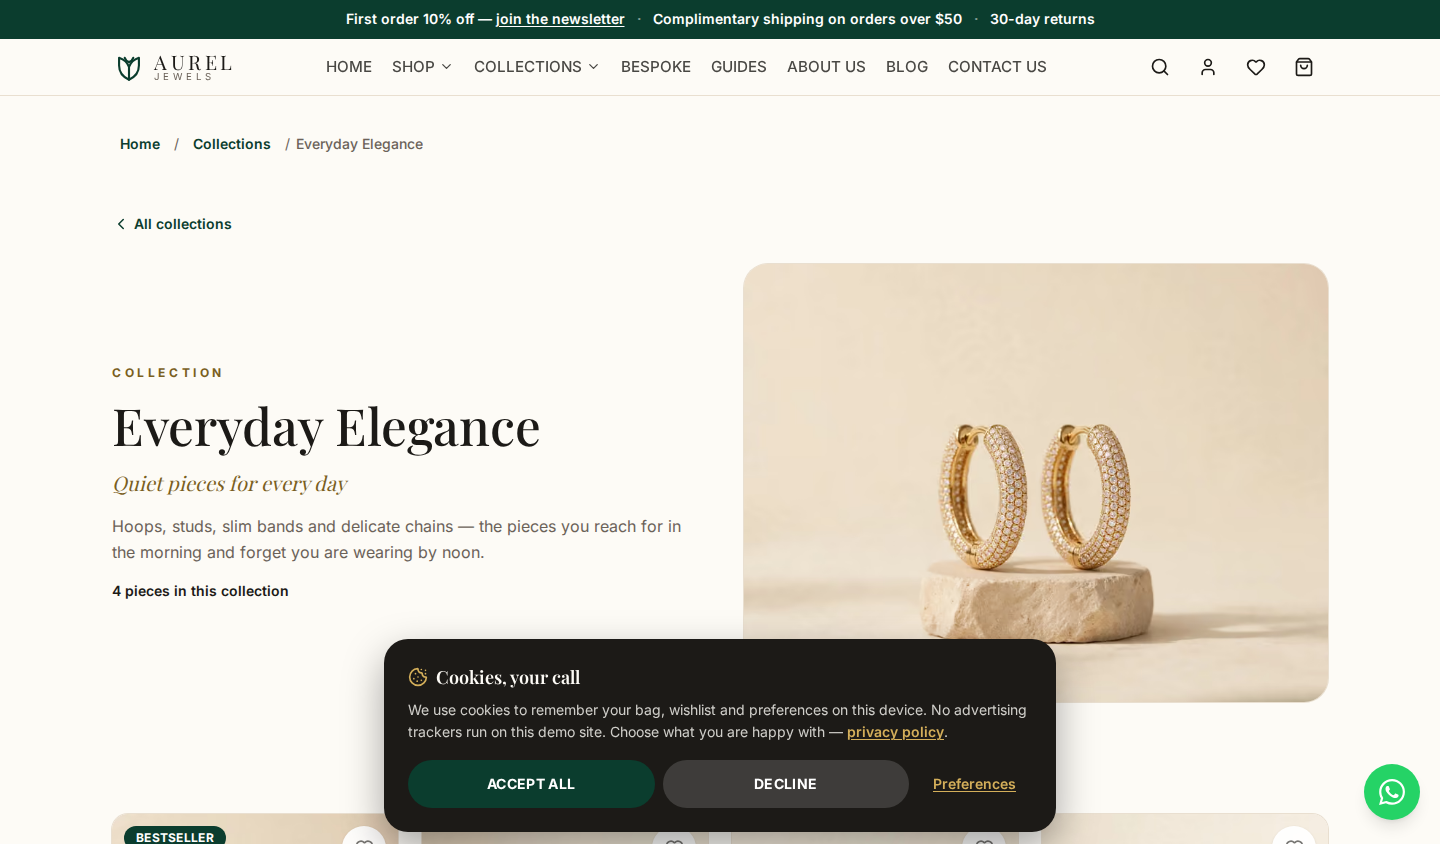 First order 10% off — join the newsletter · Complimentary shipping on orders over $50 · 30-day returns
AUREL
JEWELS
HOME SHOP COLLECTIONS BESPOKE GUIDES ABOUT US BLOG CONTACT US
Home / Collections / Everyday Elegance
All collections
COLLECTION
Everyday Elegance
Quiet pieces for every day
Hoops, studs, slim bands and delicate chains — the pieces you reach for in
the morning and forget you are wearing by noon.
4 pieces in this collection
Cookies, your call
We use cookies to remember your bag, wishlist and preferences on this device. No advertising
trackers run on this demo site. Choose what you are happy with — privacy policy.
ACCEPT ALL DECLINE Preferences
BESTSELLER